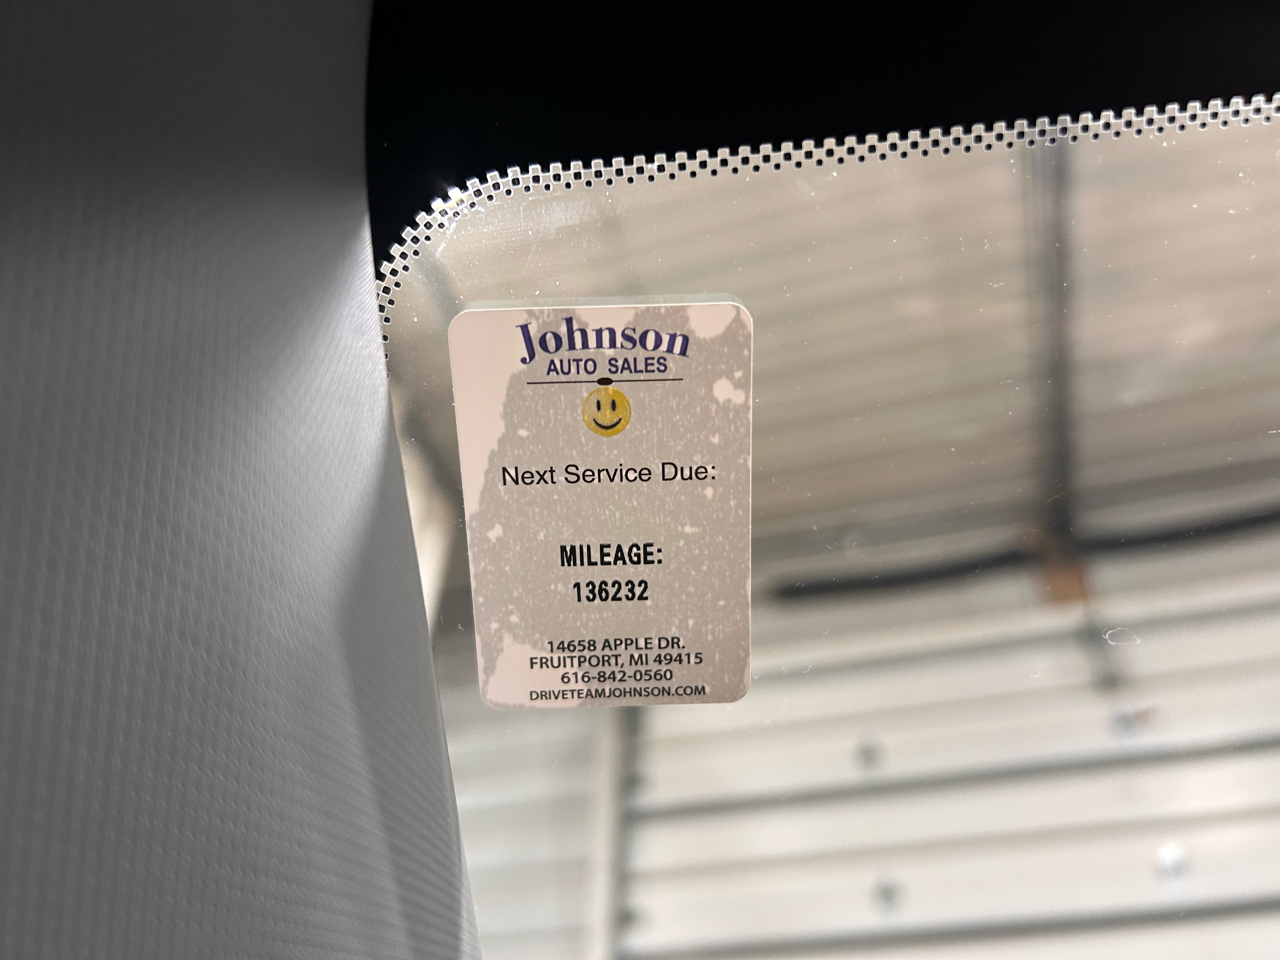 Johnson
AUTO SALES
Next Service Due:
MILEAGE:
136232
14658 APPLE DR.
FRUITPORT, MI 49415
616-842-0560
DRIVETEAMJOHNSON.COM